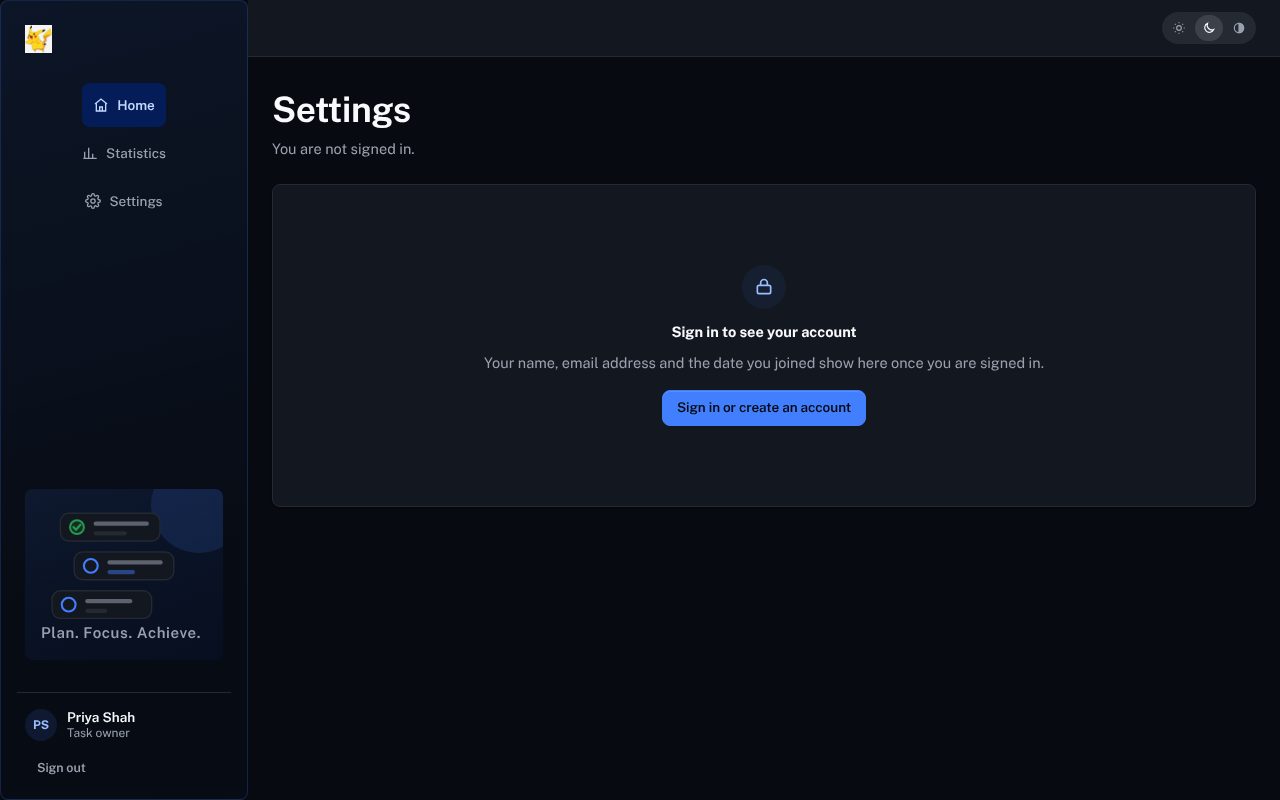 Home
Statistics
Settings
Plan. Focus. Achieve.
PS
Priya Shah
Task owner
Sign out
Settings
You are not signed in.
Sign in to see your account
Your name, email address and the date you joined show here once you are signed in.
Sign in or create an account